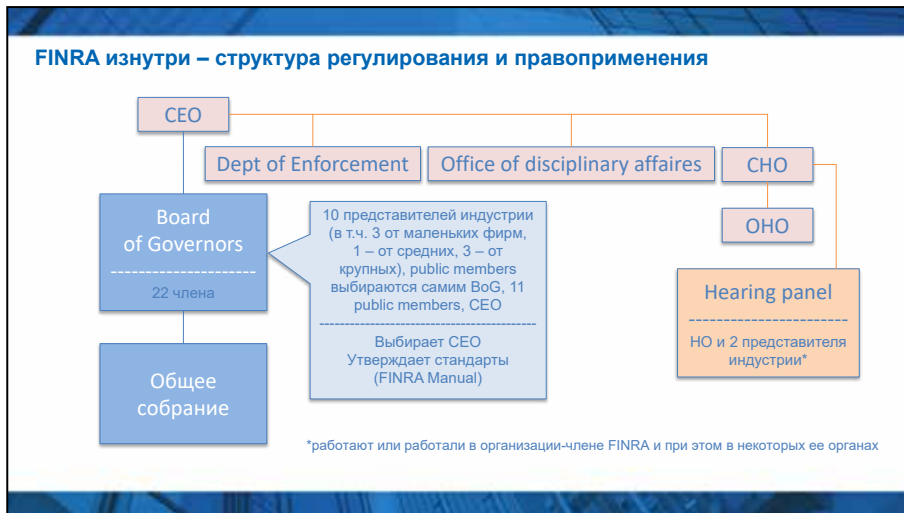 FINRA изнутри – структура регулирования и правоприменения
CEO
Dept of Enforcement
Office of disciplinary affaires
CHO
OHO
Board
of Governors
22 члена
10 представителей индустрии
(в т.ч. 3 от маленьких фирм,
1 – от средних, 3 – от
крупных), public members
выбираются самим BoG, 11
public members, CEO
Выбирает CEO
Утверждает стандарты
(FINRA Manual)
Hearing panel
НО и 2 представителя
индустрии*
Общее
собрание
*работают или работали в организации-члене FINRA и при этом в некоторых ее органах